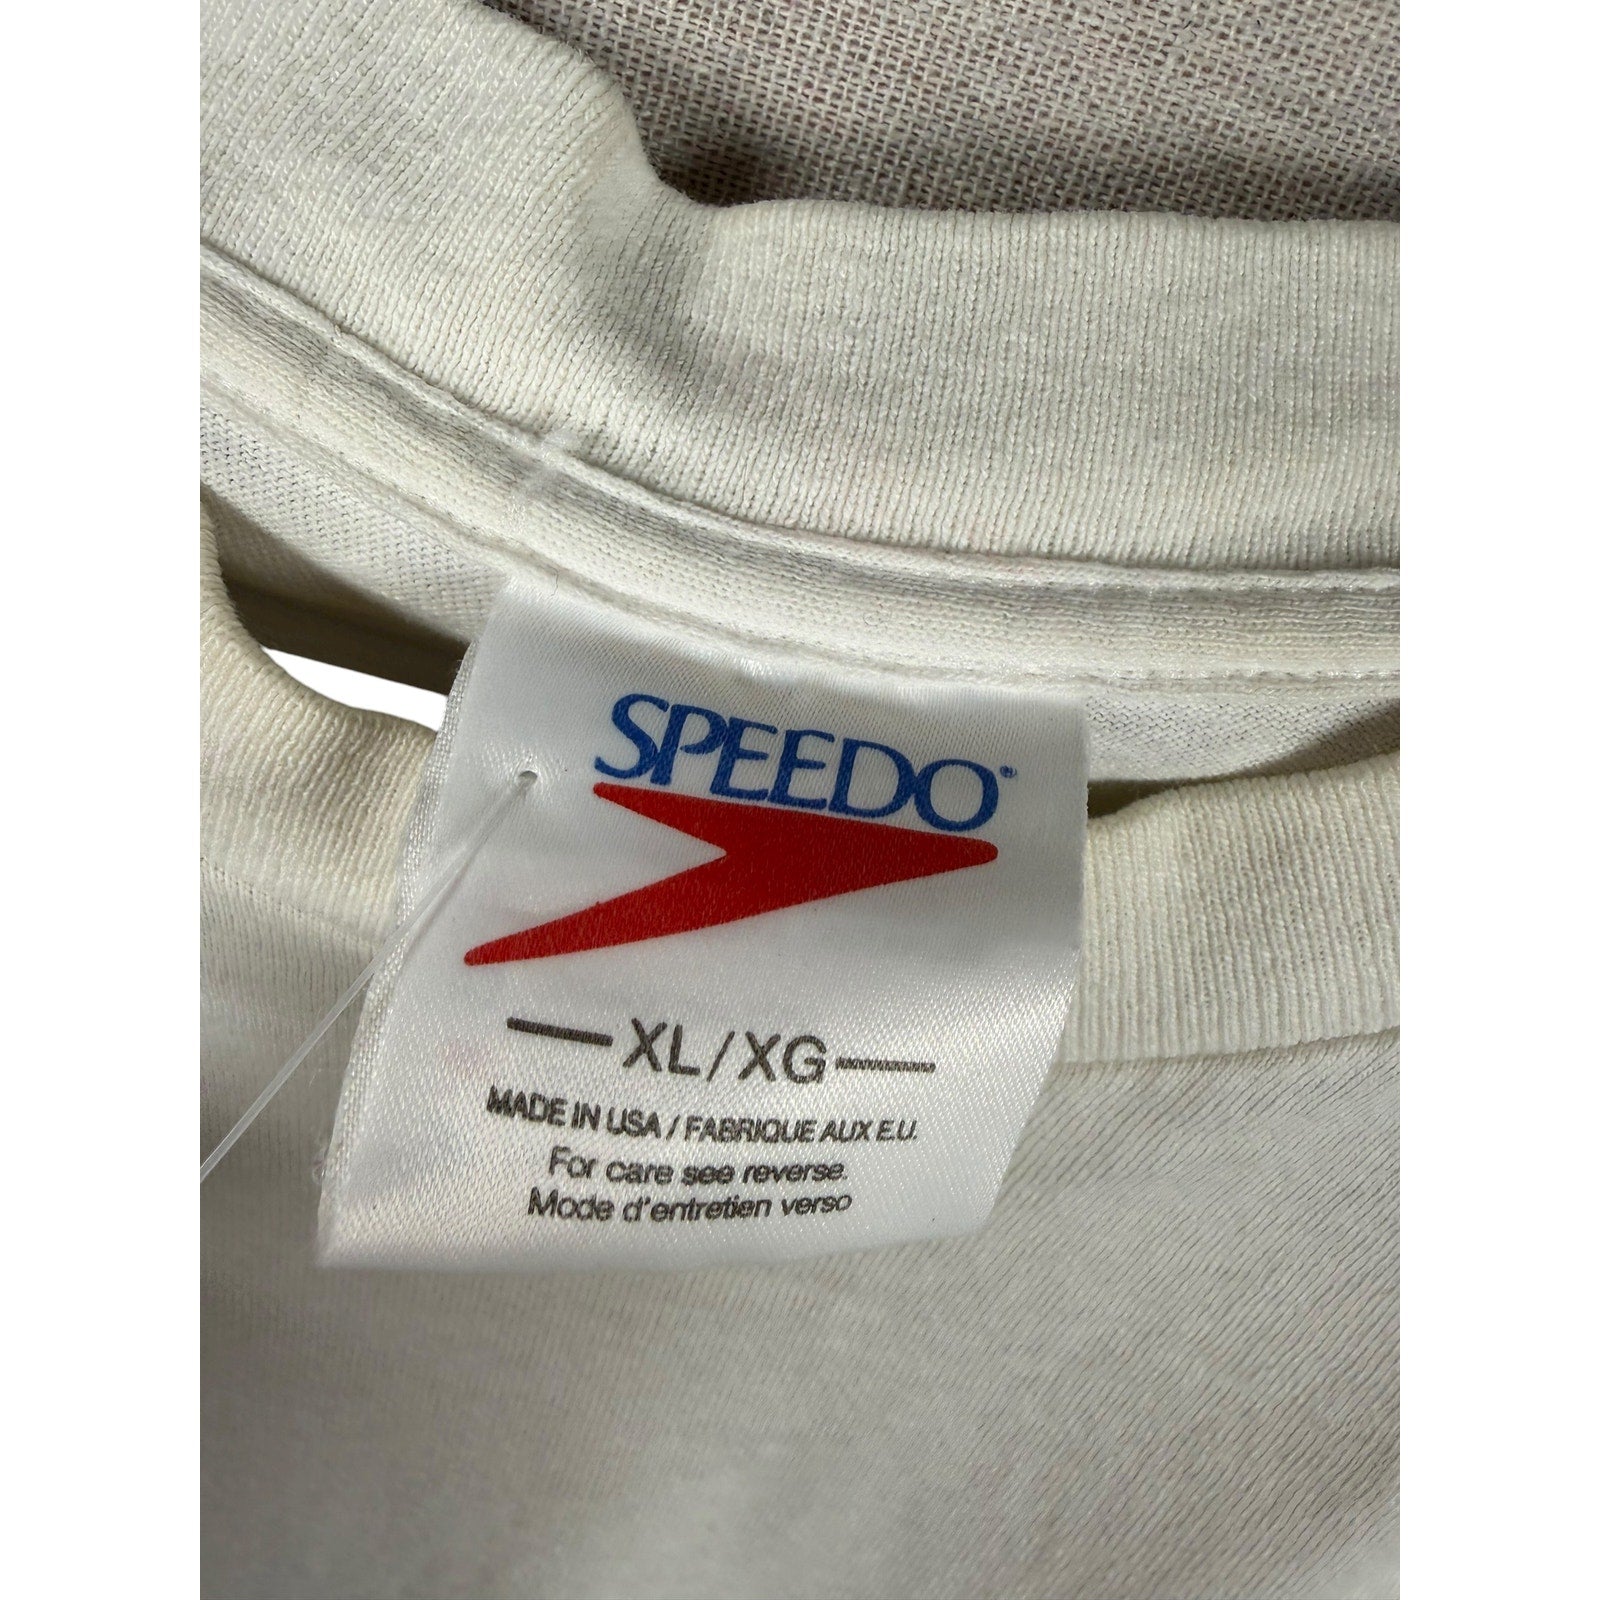 SPEEDO®
XL/XG
MADE IN USA / FABRIQUE AUX E.U.
For care see reverse.
Mode d'entretien verso